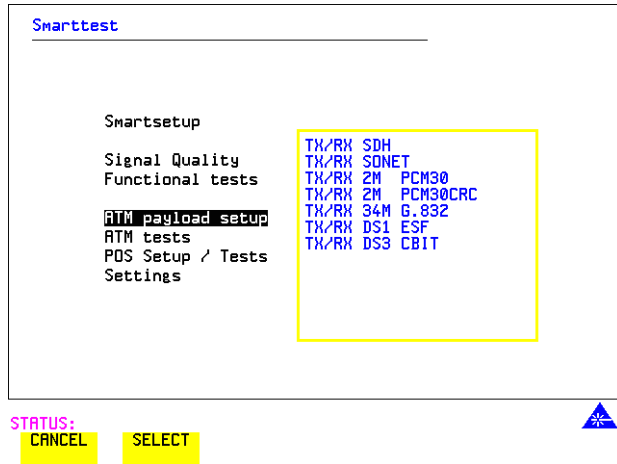 Smarttest
Smartsetup
Signal Quality
Functional tests
ATM payload setup
ATM tests
POS Setup / Tests
Settings
TX/RX SDH
TX/RX SONET
TX/RX 2M PCM30
TX/RX 2M PCM30CRC
TX/RX 34M G.832
TX/RX DS1 ESF
TX/RX DS3 CBIT
STATUS:
CANCEL SELECT